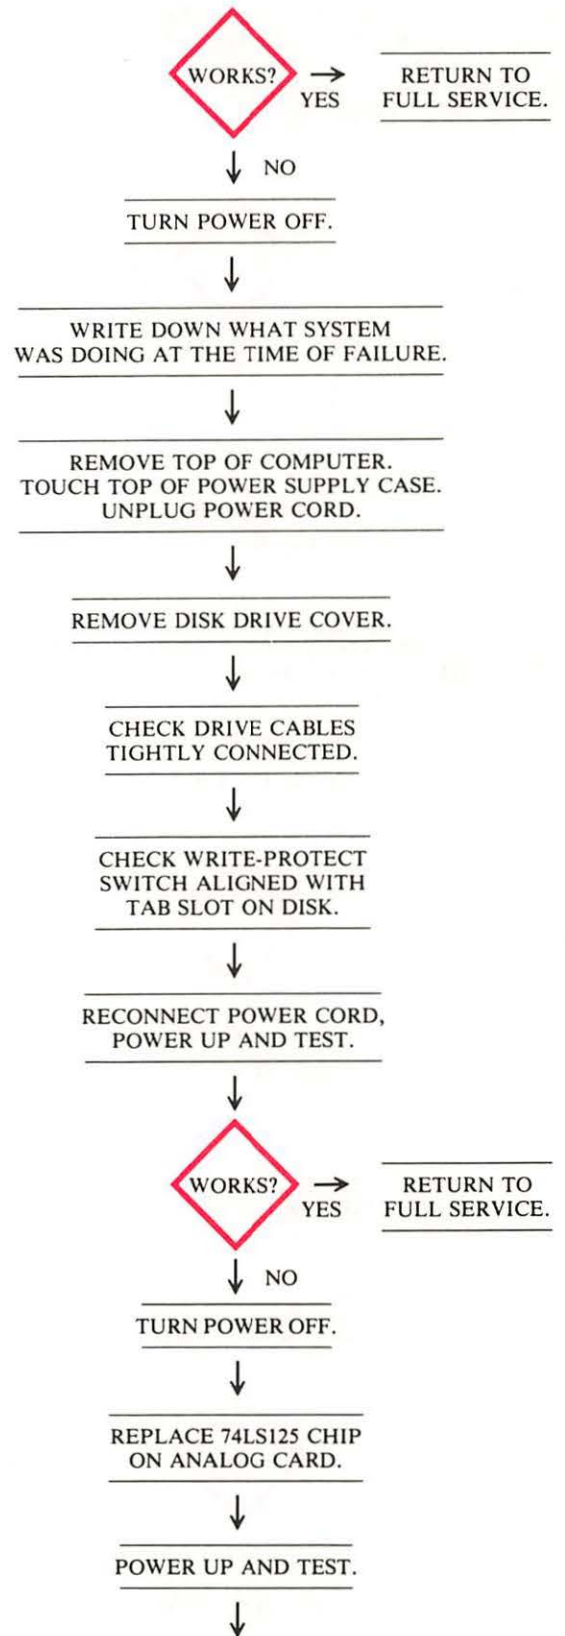 WORKS?
YES
RETURN TO
FULL SERVICE.
NO
TURN POWER OFF.
WRITE DOWN WHAT SYSTEM
WAS DOING AT THE TIME OF FAILURE.
REMOVE TOP OF COMPUTER.
TOUCH TOP OF POWER SUPPLY CASE.
UNPLUG POWER CORD.
REMOVE DISK DRIVE COVER.
CHECK DRIVE CABLES
TIGHTLY CONNECTED.
CHECK WRITE-PROTECT
SWITCH ALIGNED WITH
TAB SLOT ON DISK.
RECONNECT POWER CORD,
POWER UP AND TEST.
WORKS?
YES
RETURN TO
FULL SERVICE.
NO
TURN POWER OFF.
REPLACE 74LS125 CHIP
ON ANALOG CARD.
POWER UP AND TEST.